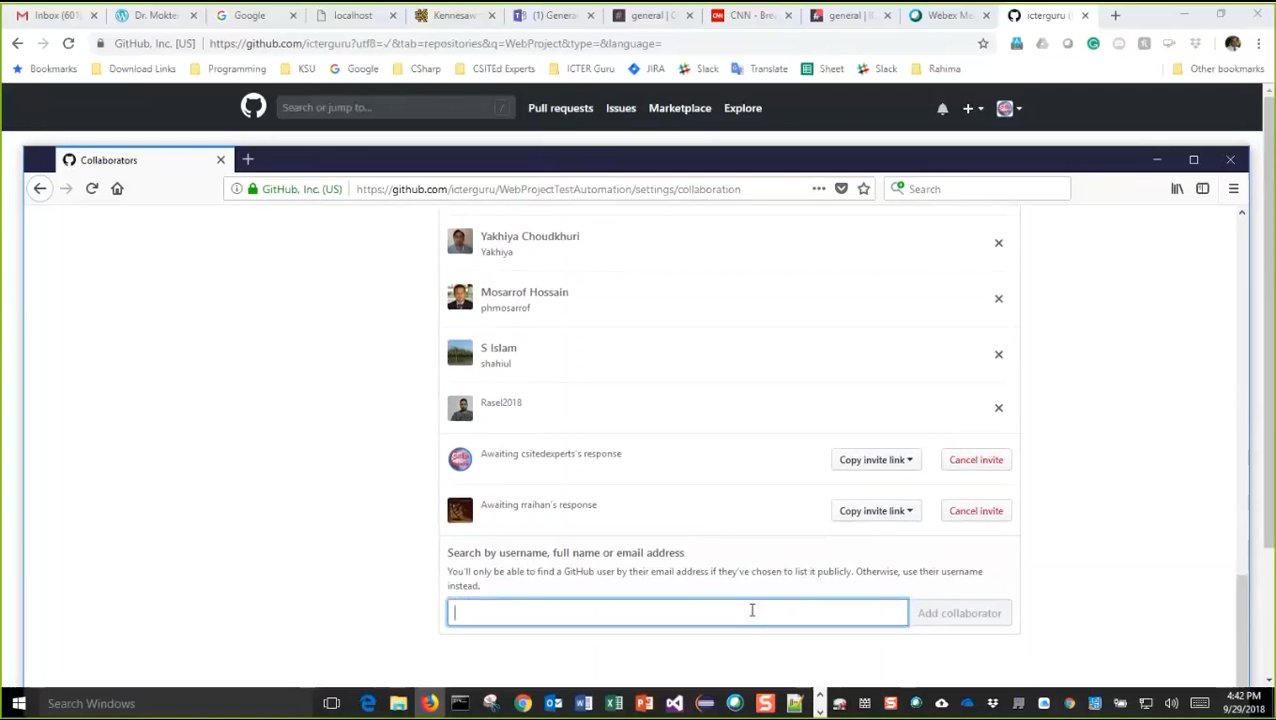 Inbox (601)
Dr. Mokter
Google
localhost
Kennesaw
(1) Genera
general | C
CNN - Bre
general | B
Webex Me
icterguru (
GitHub, Inc. [US]
https://github.com/icterguru?utf8=✓&tab=repositories&q=WebProject&type=&language=
Bookmarks
Download Links
Programming
KSU
Google
CSharp
CSITEd Experts
ICTER Guru
JIRA
Slack
Translate
Sheet
Slack
Rahima
Other bookmarks
Search or jump to...
/
Pull requests
Issues
Marketplace
Explore
Collaborators
GitHub, Inc. (US)
https://github.com/icterguru/WebProjectTestAutomation/settings/collaboration
Search
Yakhiya Choudkhuri
Yakhiya
Mosarrof Hossain
phmosarrof
S Islam
shahiul
Rasel2018
Awaiting csitedexperts's response
Copy invite link
Cancel invite
Awaiting rraihan's response
Copy invite link
Cancel invite
Search by username, full name or email address
You'll only be able to find a GitHub user by their email address if they've chosen to list it publicly. Otherwise, use their username
instead.
Add collaborator
Search Windows
4:42 PM
9/29/2018